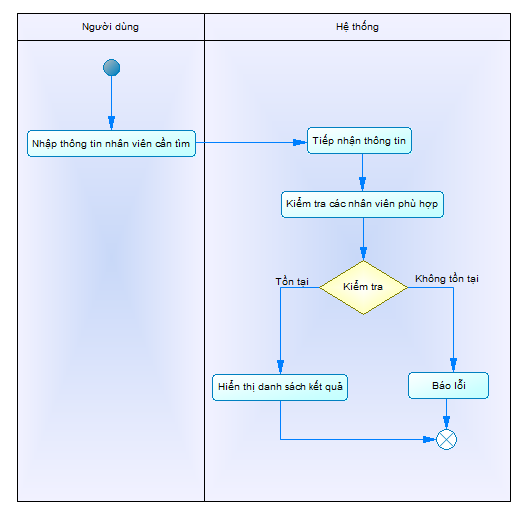 Người dùng
Hệ thống
Nhập thông tin nhân viên cần tìm
Tiếp nhận thông tin
Kiểm tra các nhân viên phù hợp
Kiểm tra
Tồn tại
Không tồn tại
Hiển thị danh sách kết quả
Báo lỗi